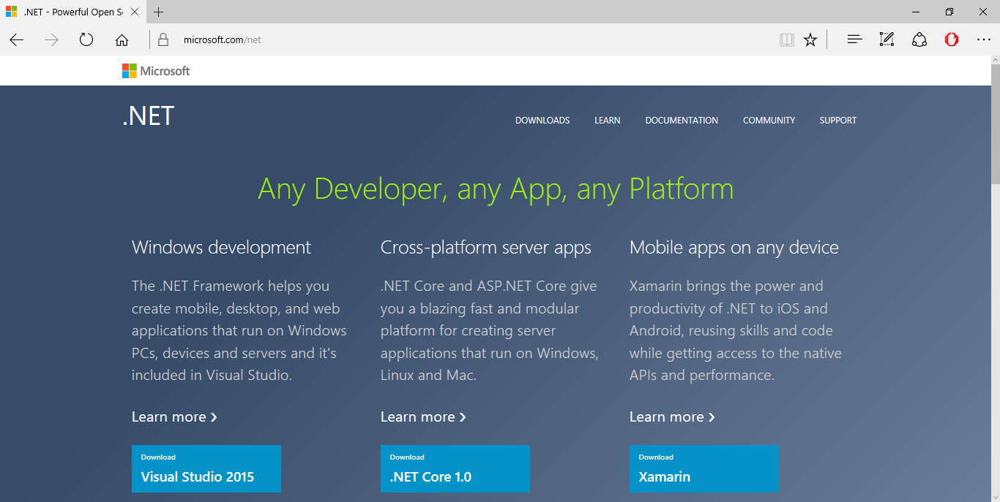 .NET - Powerful Open S
microsoft.com/net
Microsoft
.NET
DOWNLOADS LEARN DOCUMENTATION COMMUNITY SUPPORT
Any Developer, any App, any Platform
Windows development
The .NET Framework helps you
create mobile, desktop, and web
applications that run on Windows
PCs, devices and servers and it's
included in Visual Studio.
Learn more
Download
Visual Studio 2015
Cross-platform server apps
.NET Core and ASP.NET Core give
you a blazing fast and modular
platform for creating server
applications that run on Windows,
Linux and Mac.
Learn more
Download
.NET Core 1.0
Mobile apps on any device
Xamarin brings the power and
productivity of .NET to iOS and
Android, reusing skills and code
while getting access to the native
APIs and performance.
Learn more
Download
Xamarin